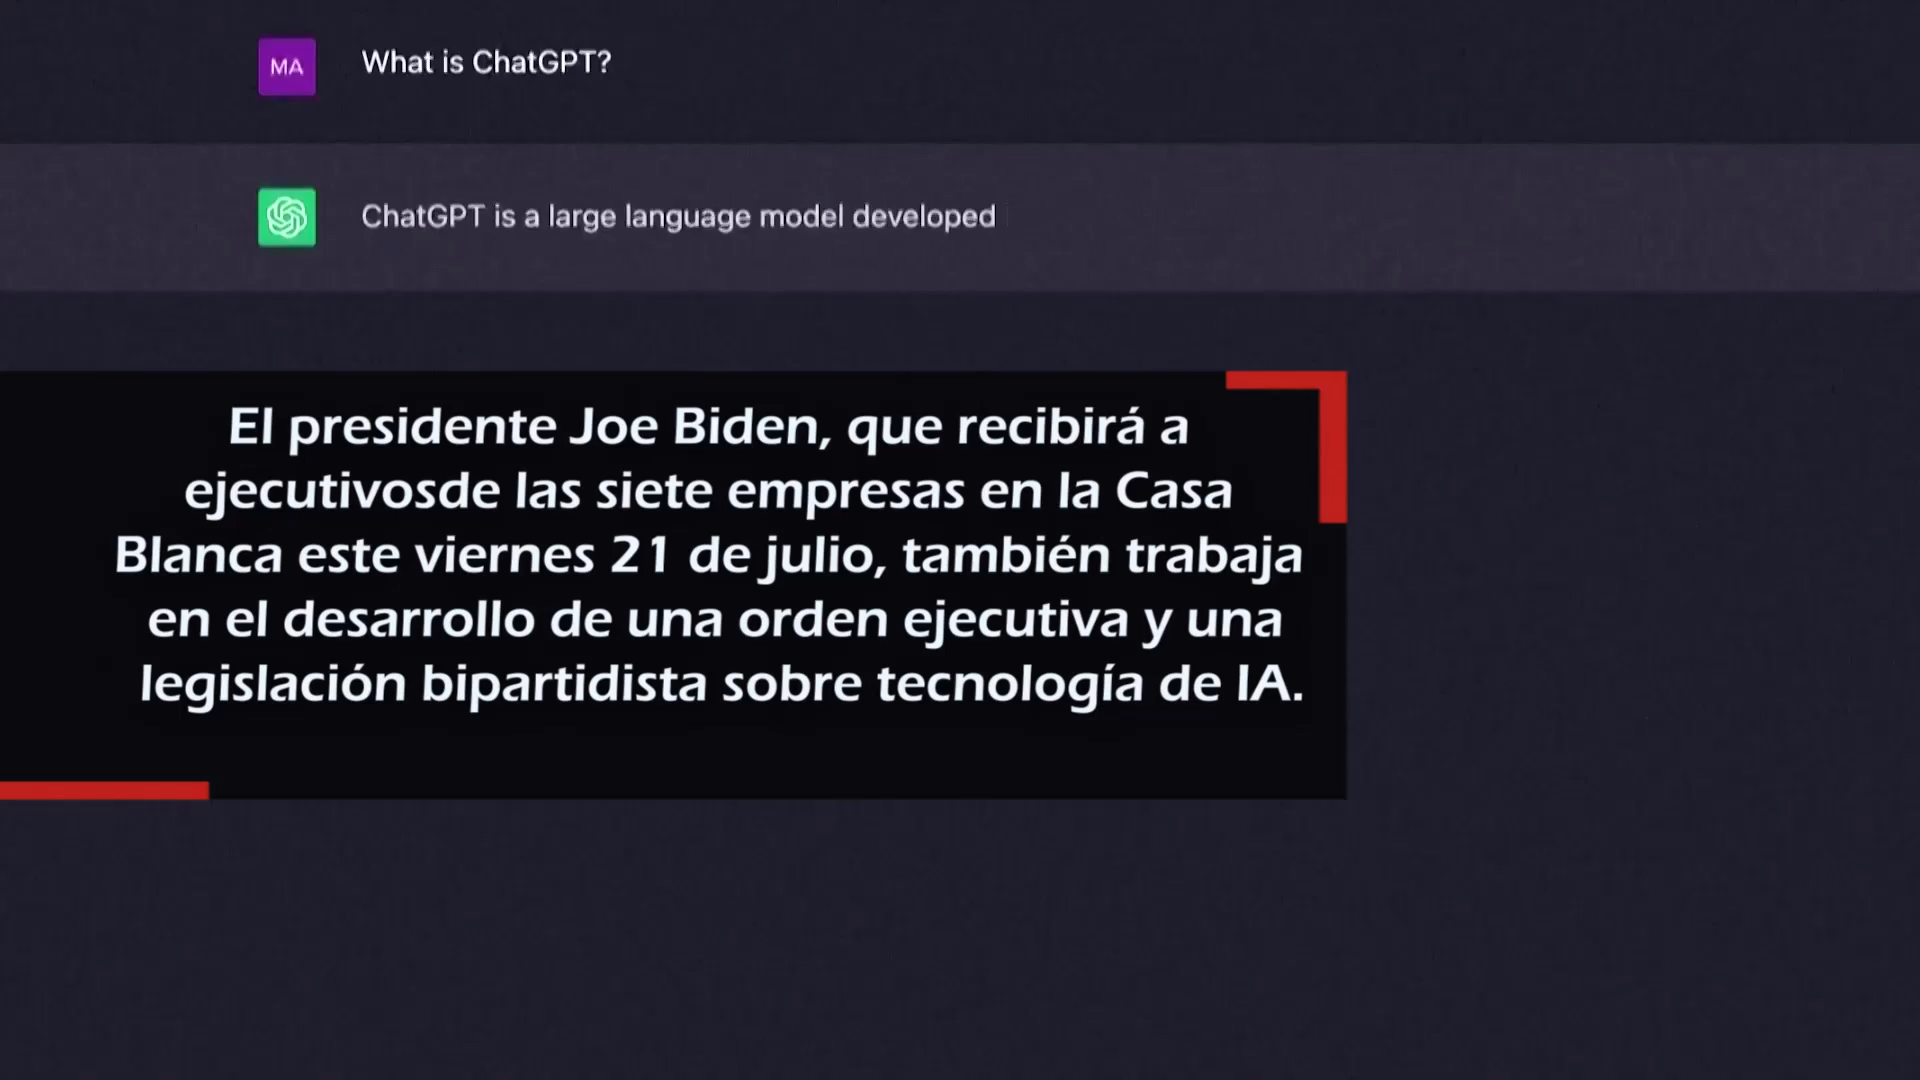 MA
What is ChatGPT?
ChatGPT is a large language model developed
El presidente Joe Biden, que recibirá a
ejecutivosde las siete empresas en la Casa
Blanca este viernes 21 de julio, también trabaja
en el desarrollo de una orden ejecutiva y una
legislación bipartidista sobre tecnología de IA.